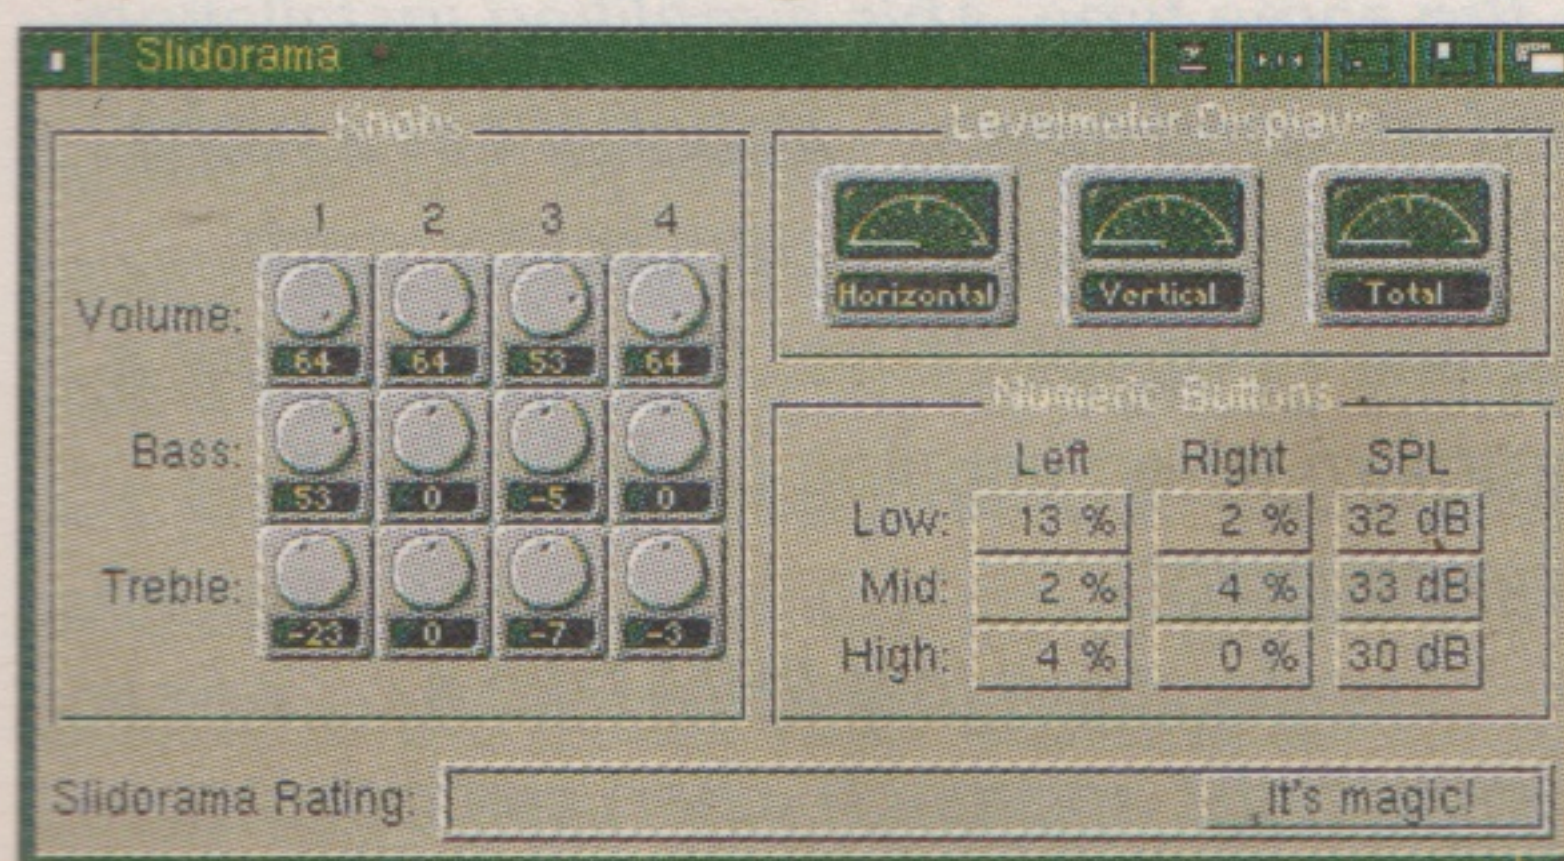 Slidorama
Knobs
1 2 3 4
Volume: 64 64 53 64
Bass: 53 0 -5 0
Treble: -23 0 -7 -3
Levelmeter Displays
Horizontal Vertical Total
Numeric Buttons
Left Right SPL
Low: 13 % 2 % 32 dB
Mid: 2 % 4 % 33 dB
High: 4 % 0 % 30 dB
Slidorama Rating: It's magic!